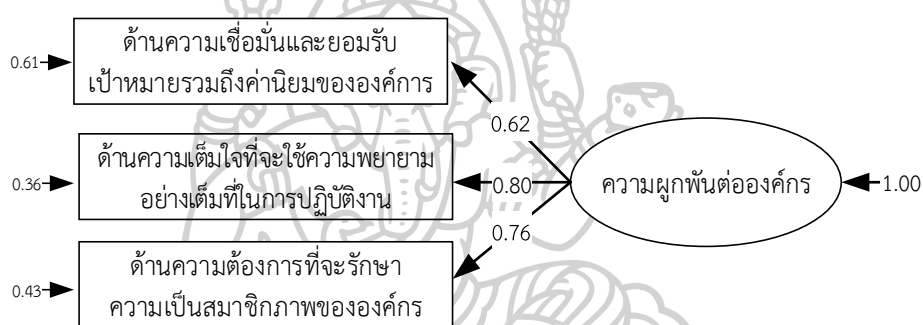 ด้านความเชื่อมั่นและยอมรับ
0.61
เป้าหมายรวมถึงค่านิยมขององค์การ
0.62
ด้านความเต็มใจที่จะใช้ความพยายาม
0.36
อย่างเต็มที่ในการปฏิบัติงาน
0.80
ความผูกพันต่อองค์กร
1.00
0.76
ด้านความต้องการที่จะรักษา
0.43
ความเป็นสมาชิกภาพขององค์กร